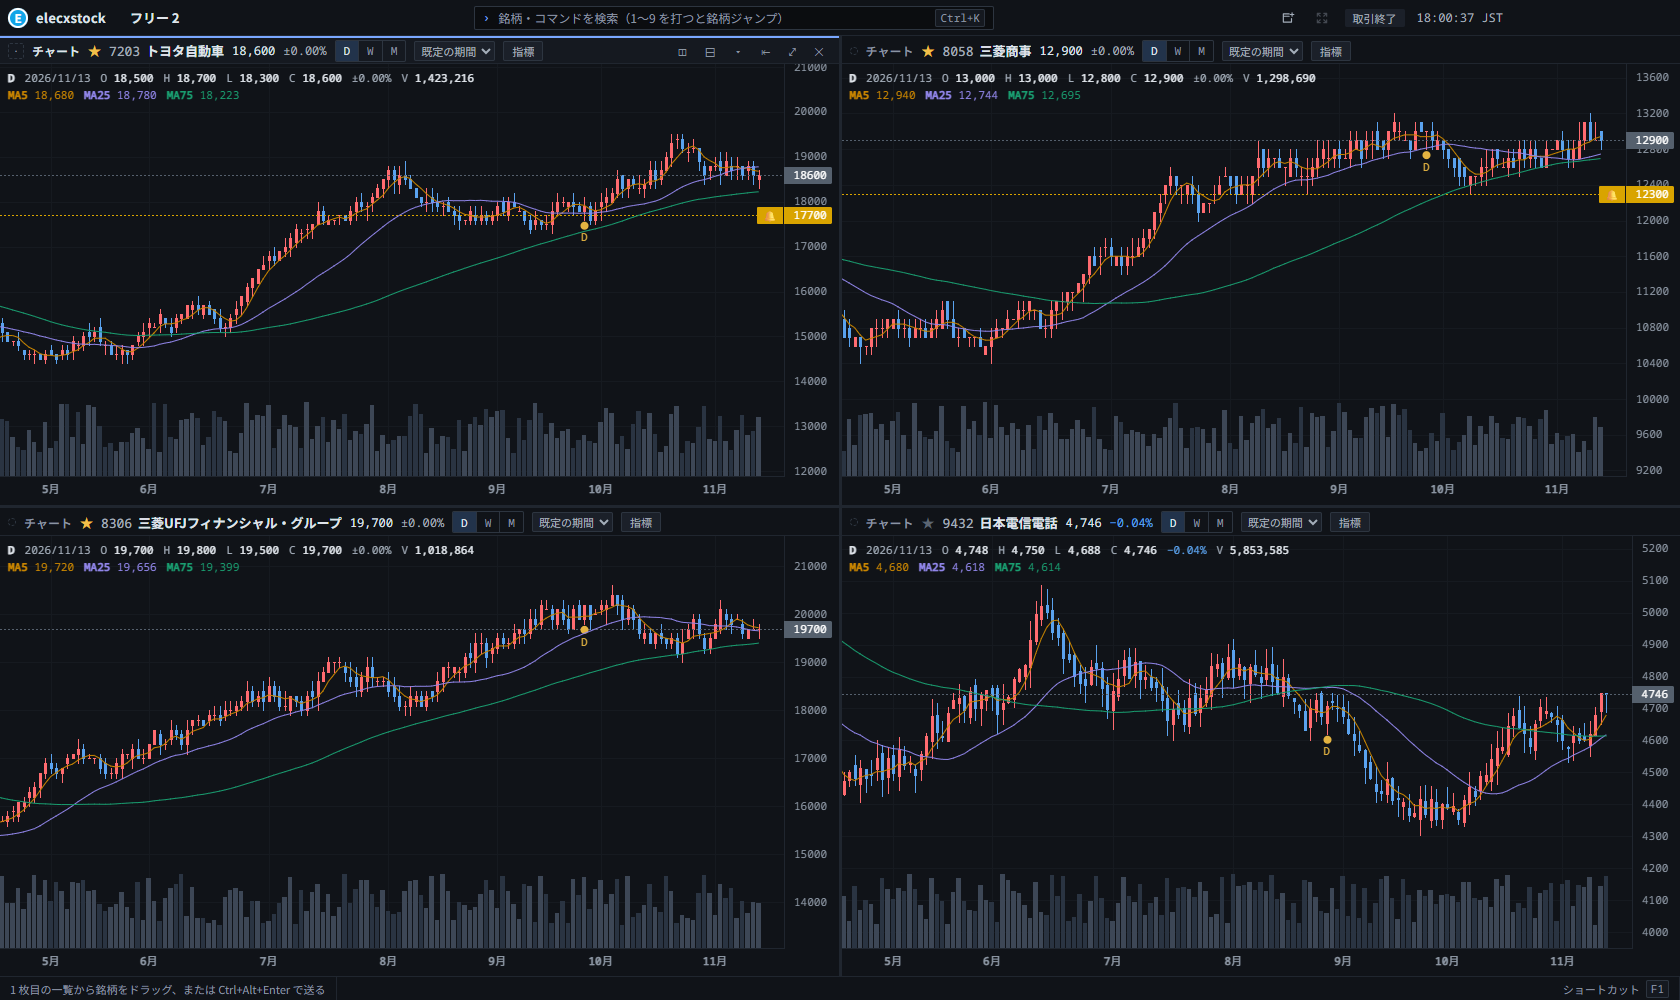 elecxstock フリー 2 › 銘柄・コマンドを検索（1〜9 を打つと銘柄ジャンプ） Ctrl+K 取引終了 18:00:37 JST
チャート ★ 7203 トヨタ自動車 18,600 ±0.00% D W M 既定の期間 指標
D 2026/11/13 O 18,500 H 18,700 L 18,300 C 18,600 ±0.00% V 1,423,216
MA5 18,680 MA25 18,780 MA75 18,223
21000
20000
19000
18600
18000
17700
17000
16000
15000
14000
13000
12000
D
5月 6月 7月 8月 9月 10月 11月
チャート ★ 8058 三菱商事 12,900 ±0.00% D W M 既定の期間 指標
D 2026/11/13 O 13,000 H 13,000 L 12,800 C 12,900 ±0.00% V 1,298,690
MA5 12,940 MA25 12,744 MA75 12,695
13600
13200
12900
12800
12400
12300
12000
11600
11200
10800
10400
10000
9600
9200
D
5月 6月 7月 8月 9月 10月 11月
チャート ★ 8306 三菱UFJフィナンシャル・グループ 19,700 ±0.00% D W M 既定の期間 指標
D 2026/11/13 O 19,700 H 19,800 L 19,500 C 19,700 ±0.00% V 1,018,864
MA5 19,720 MA25 19,656 MA75 19,399
21000
20000
19700
19000
18000
17000
16000
15000
14000
D
5月 6月 7月 8月 9月 10月 11月
チャート ★ 9432 日本電信電話 4,746 −0.04% D W M 既定の期間 指標
D 2026/11/13 O 4,748 H 4,750 L 4,688 C 4,746 −0.04% V 5,853,585
MA5 4,680 MA25 4,618 MA75 4,614
5200
5100
5000
4900
4800
4746
4700
4600
4500
4400
4300
4200
4100
4000
D
5月 6月 7月 8月 9月 10月 11月
1 枚目の一覧から銘柄をドラッグ、または Ctrl+Alt+Enter で送る ショートカット F1